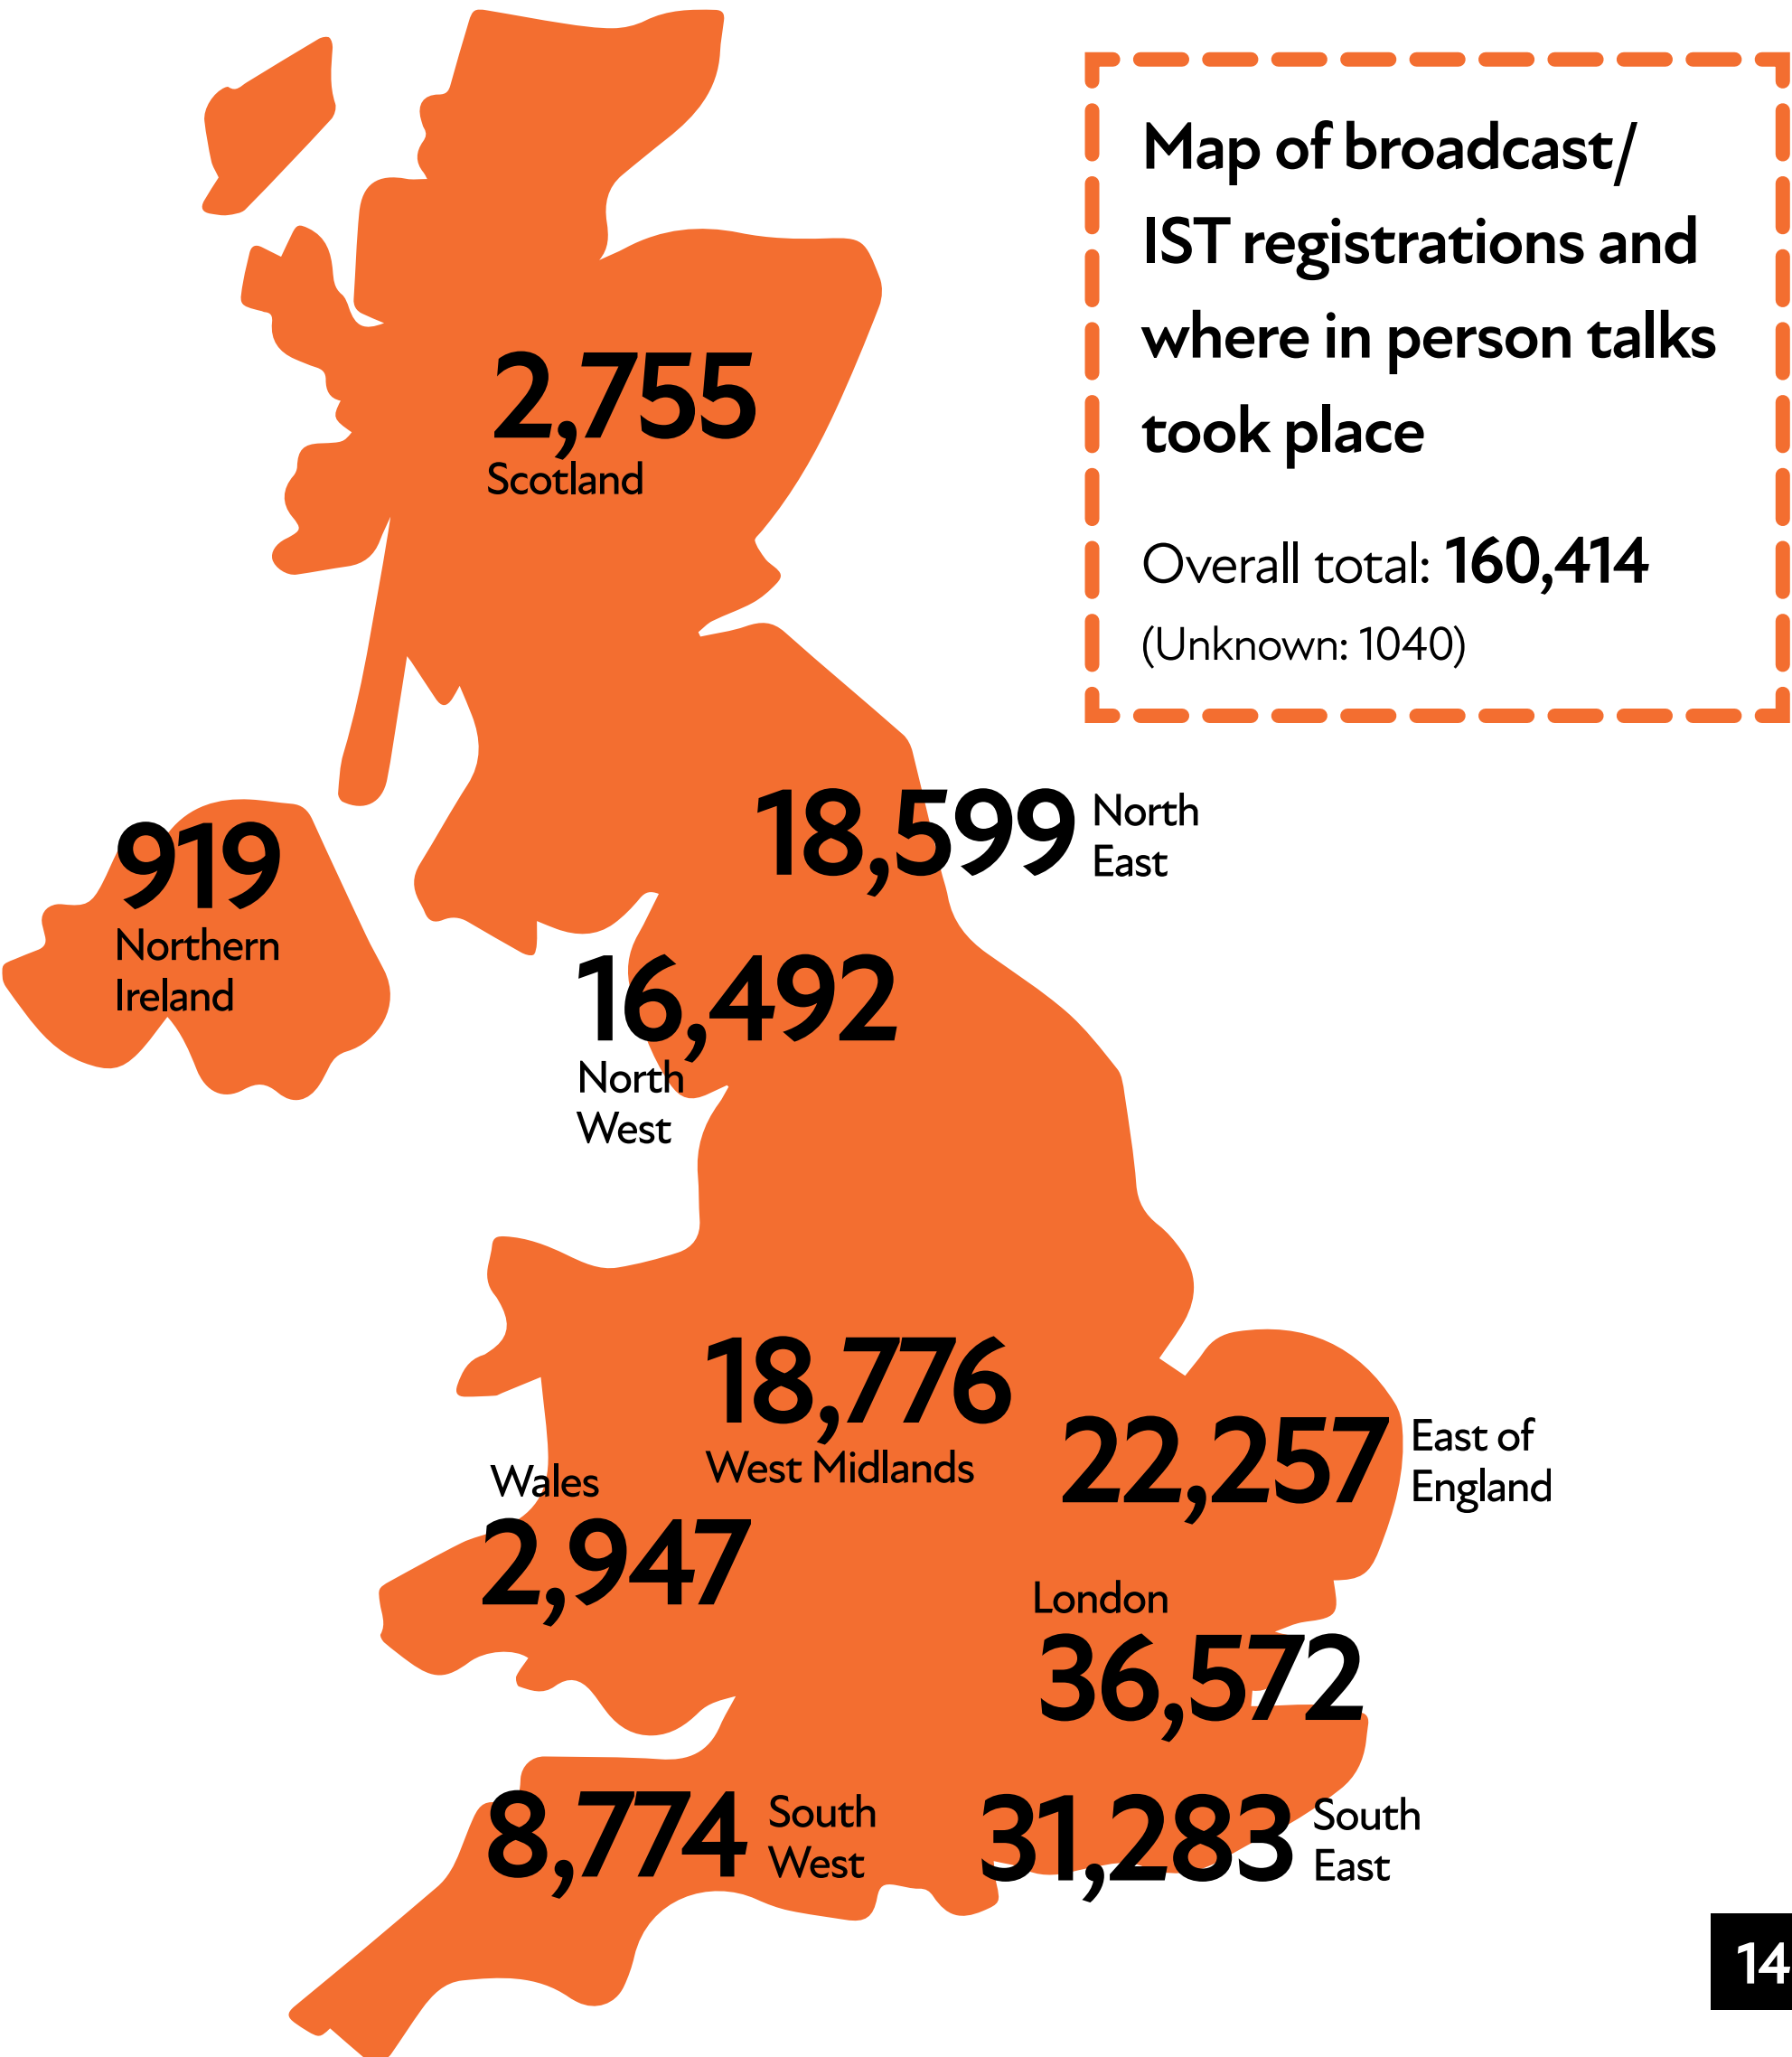 Map of broadcast/
IST registrations and
where in person talks
took place
Overall total: 160,414
(Unknown: 1040)
2,755
Scotland
18,599
North
East
919
Northern
Ireland
16,492
North
West
18,776
West Midlands
22,257
East of
England
Wales
2,947
London
36,572
8,774
South
West
31,283
South
East
14